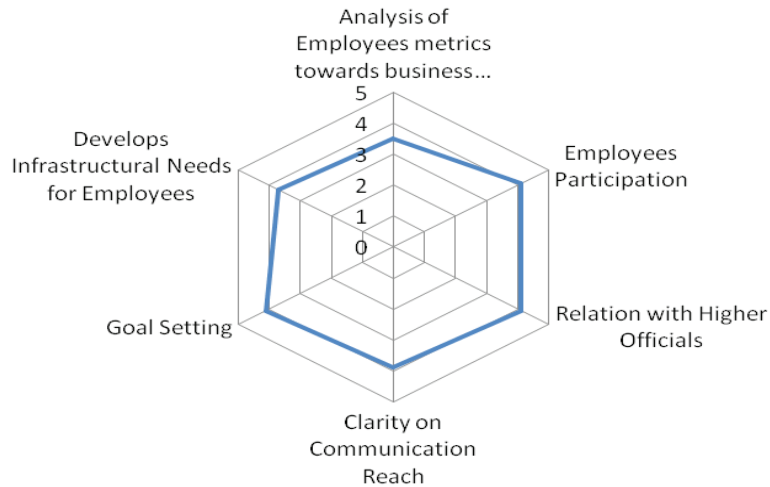 Analysis of
Employees metrics
towards business...
5
4
3
2
1
0
Employees
Participation
Relation with Higher
Officials
Clarity on
Communication
Reach
Goal Setting
Develops
Infrastructural Needs
for Employees